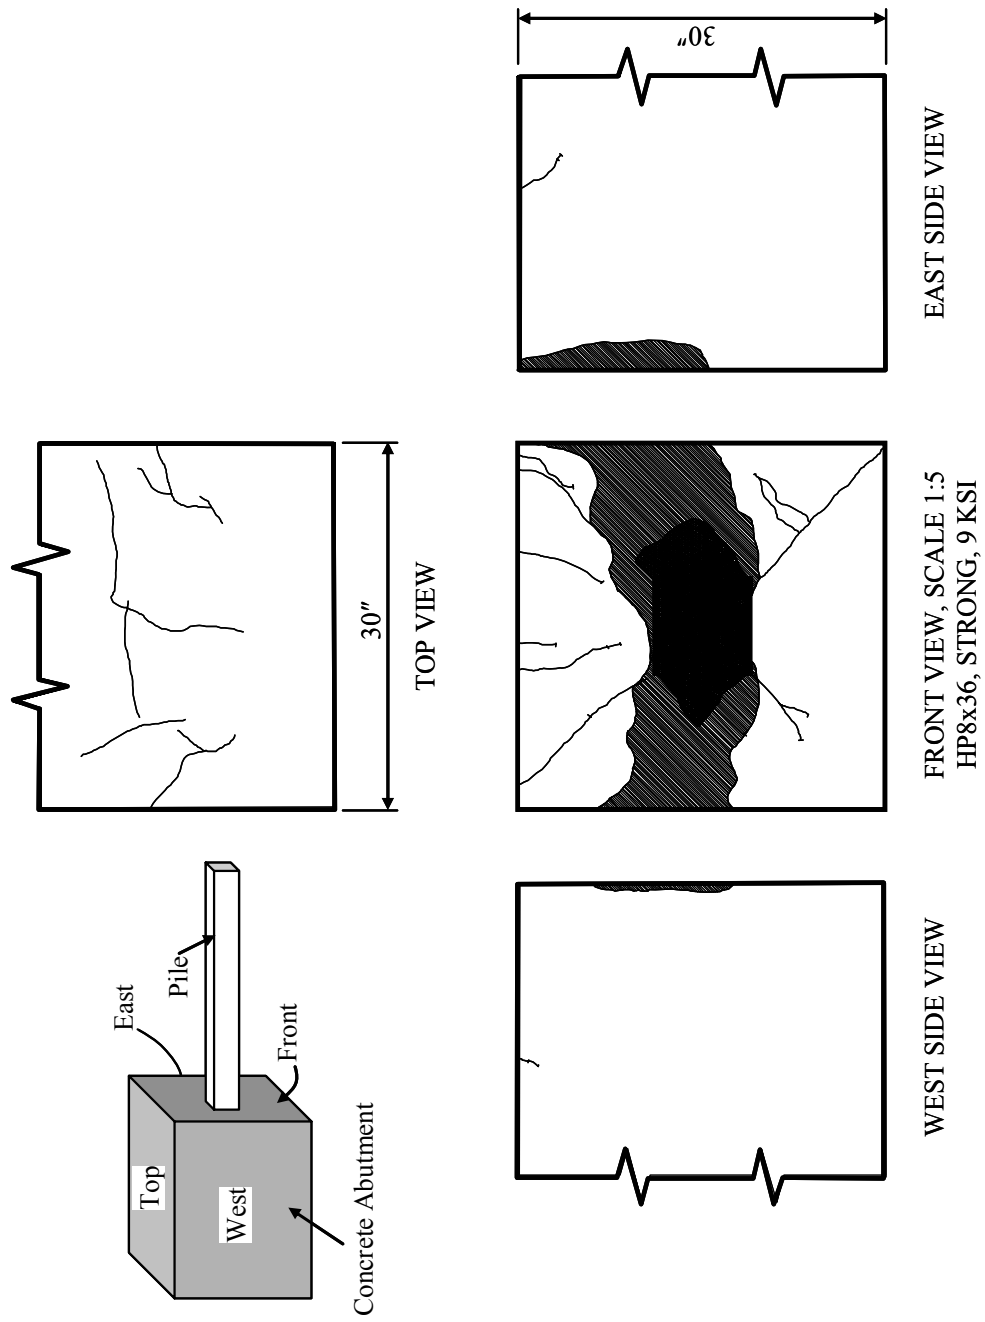 Top
West
East
Pile
Front
Concrete Abutment
30"
TOP VIEW
WEST SIDE VIEW
FRONT VIEW, SCALE 1:5
HP8x36, STRONG, 9 KSI
30"
EAST SIDE VIEW